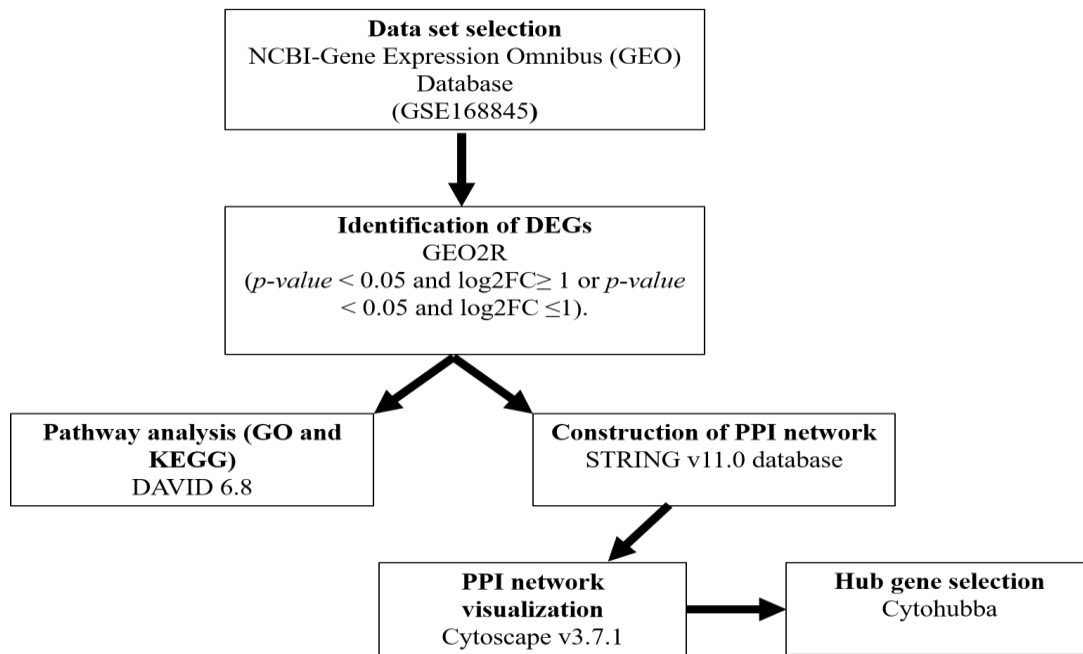 Data set selection
NCBI-Gene Expression Omnibus (GEO)
Database
(GSE168845)
Identification of DEGs
GEO2R
(p-value < 0.05 and log2FC≥ 1 or p-value
< 0.05 and log2FC ≤1).
Pathway analysis (GO and
KEGG)
DAVID 6.8
Construction of PPI network
STRING v11.0 database
PPI network
visualization
Cytoscape v3.7.1
Hub gene selection
Cytohubba